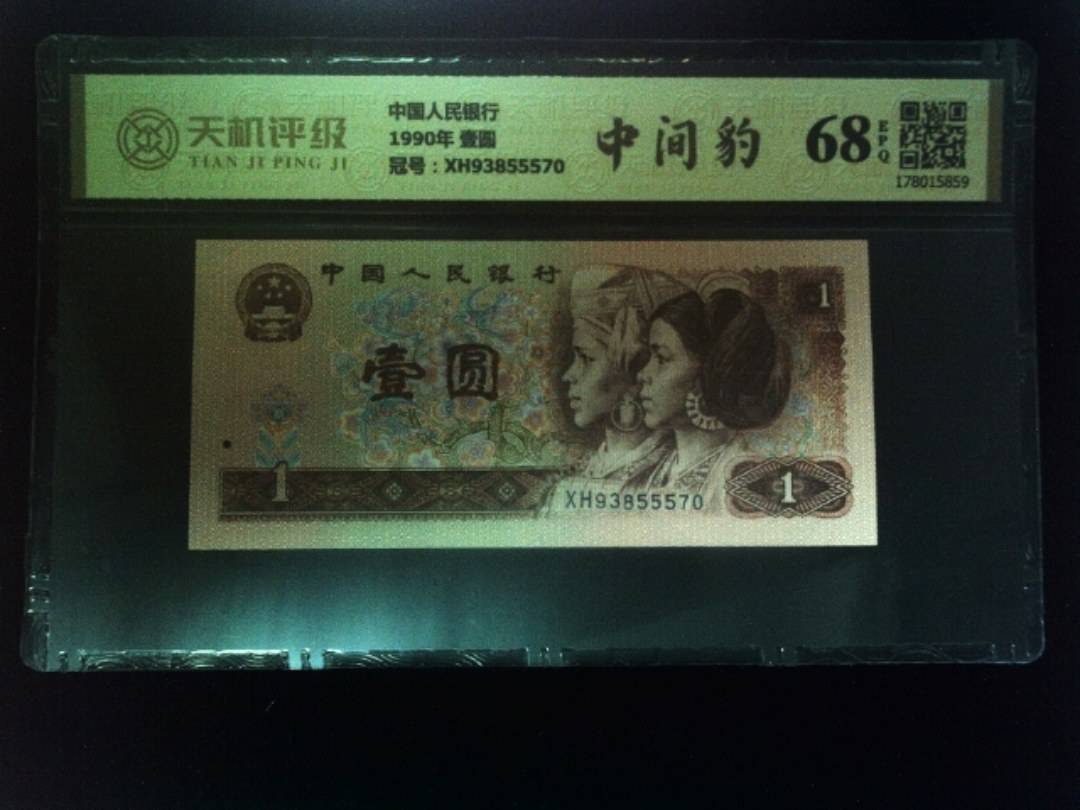 天机评级
TIAN JI PING JI
中国人民银行
1990年 壹圆
冠号：XH93855570
中间豹
68
EPQ
178015859
中国人民银行
1
壹圆
1
XH93855570
1